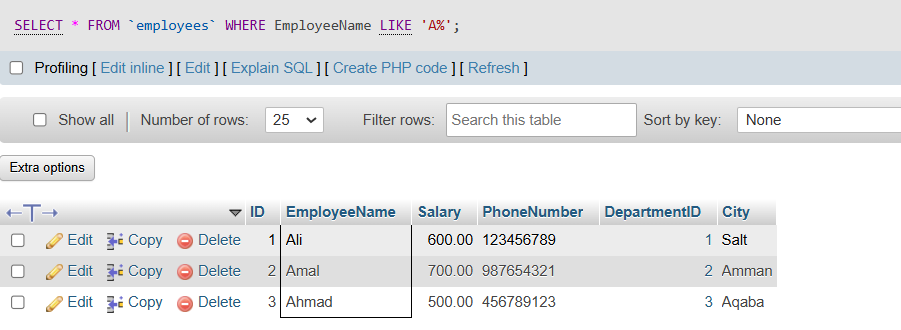 SELECT * FROM `employees` WHERE EmployeeName LIKE 'A%';
Profiling [ Edit inline ] [ Edit ] [ Explain SQL ] [ Create PHP code ] [ Refresh ]
Show all Number of rows: 25 Filter rows: Search this table Sort by key: None
Extra options
ID EmployeeName Salary PhoneNumber DepartmentID City
Edit Copy Delete 1 Ali 600.00 123456789 1 Salt
Edit Copy Delete 2 Amal 700.00 987654321 2 Amman
Edit Copy Delete 3 Ahmad 500.00 456789123 3 Aqaba